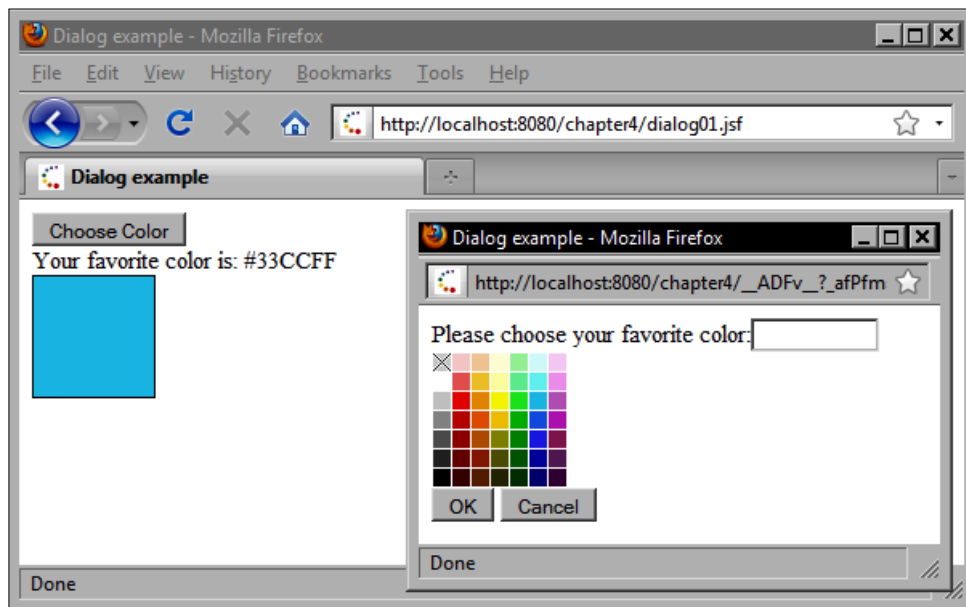 Dialog example - Mozilla Firefox
File Edit View History Bookmarks Tools Help
http://localhost:8080/chapter4/dialog01.jsf
Dialog example
Choose Color
Your favorite color is: #33CCFF
Done
Dialog example - Mozilla Firefox
http://localhost:8080/chapter4/__ADFv__?_afPfm
Please choose your favorite color:
OK Cancel
Done